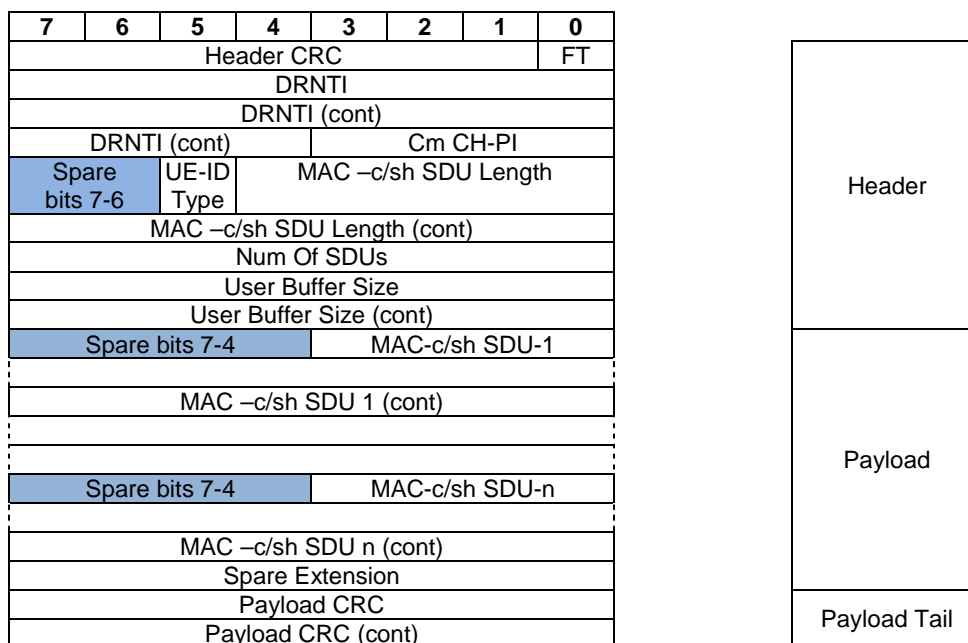 7 6 5 4 3 2 1 0
Header CRC FT
DRNTI
DRNTI (cont)
DRNTI (cont) Cm CH-PI
Spare bits 7-6 UE-ID Type MAC –c/sh SDU Length
MAC –c/sh SDU Length (cont)
Num Of SDUs
User Buffer Size
User Buffer Size (cont)
Spare bits 7-4 MAC-c/sh SDU-1
MAC –c/sh SDU 1 (cont)
Spare bits 7-4 MAC-c/sh SDU-n
MAC –c/sh SDU n (cont)
Spare Extension
Payload CRC
Payload CRC (cont)
Header
Payload
Payload Tail